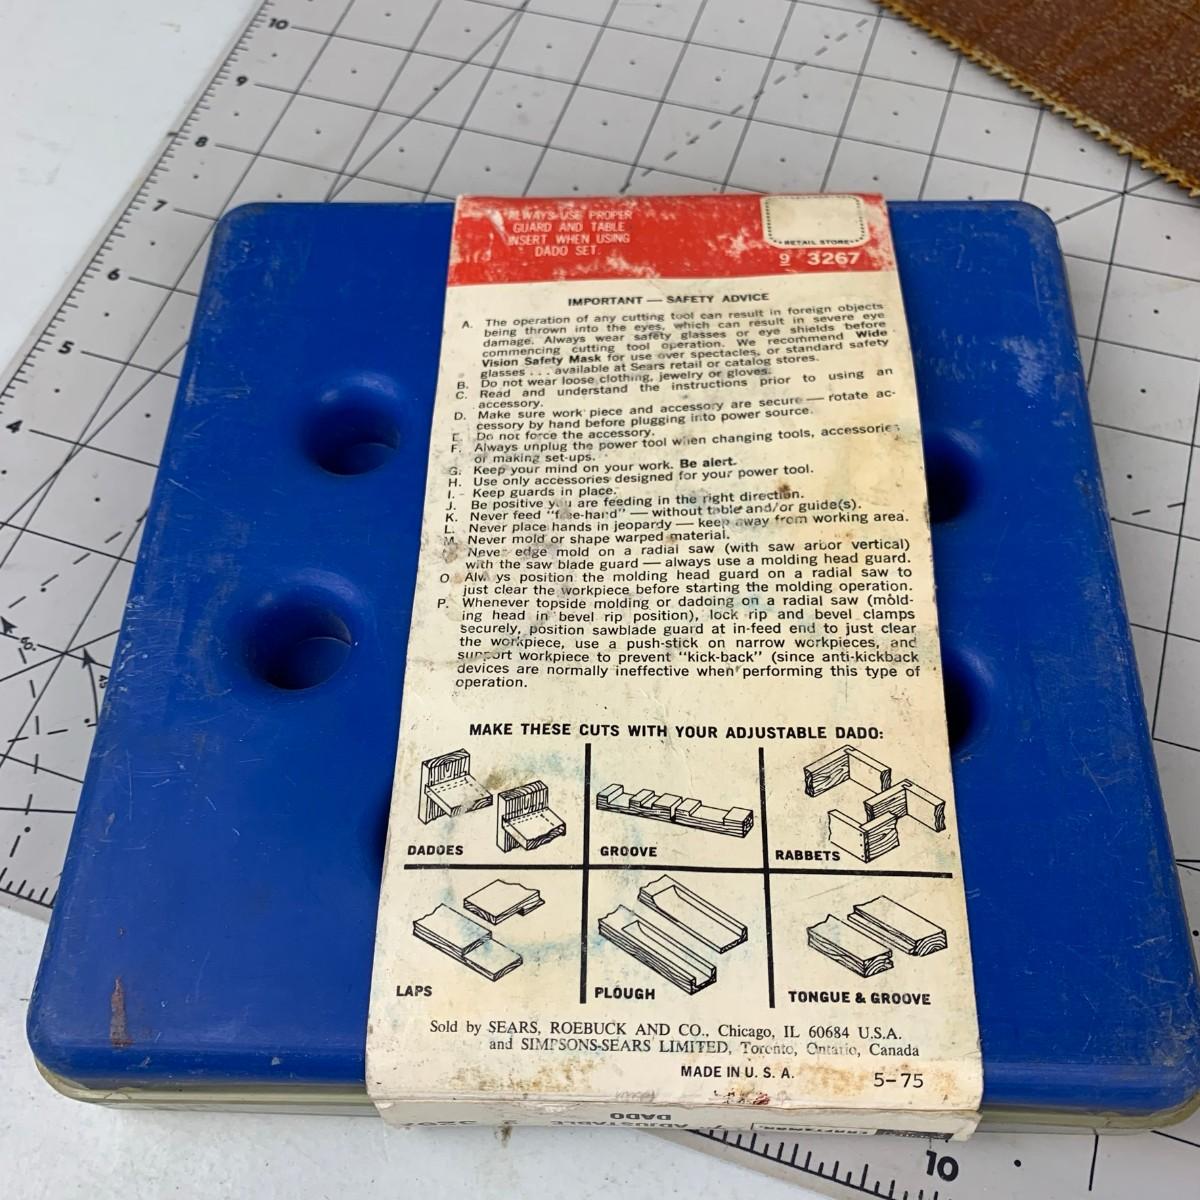 10
9
8
7
6
5
4
ALWAYS USE PROPER
GUARD AND TABLE
INSERT WHEN USING
DADO SET.
RETAIL STORE
9 3267
IMPORTANT — SAFETY ADVICE
A. The operation of any cutting tool can result in foreign objects
being thrown into the eyes, which can result in severe eye
damage. Always wear safety glasses or eye shields before
commencing cutting tool operation. We recommend Wide
Vision Safety Mask for use over spectacles, or standard safety
glasses . . . available at Sears retail or catalog stores.
B. Do not wear loose clothing, jewelry or gloves.
C. Read and understand the instructions prior to using an
accessory.
D. Make sure work piece and accessory are secure — rotate ac-
cessory by hand before plugging into power source.
E. Do not force the accessory.
F. Always unplug the power tool when changing tools, accessories
or making set-ups.
G. Keep your mind on your work. Be alert.
H. Use only accessories designed for your power tool.
I. Keep guards in place.
J. Be positive you are feeding in the right direction.
K. Never feed "free-hand" — without table and/or guide(s).
L. Never place hands in jeopardy — keep away from working area.
M. Never mold or shape warped material.
Never edge mold on a radial saw (with saw arbor vertical)
with the saw blade guard — always use a molding head guard.
O. Always position the molding head guard on a radial saw to
just clear the workpiece before starting the molding operation.
P. Whenever topside molding or dadoing on a radial saw (mold-
ing head in bevel rip position), lock rip and bevel clamps
securely, position sawblade guard at in-feed end to just clear
the workpiece, use a push-stick on narrow workpieces, and
support workpiece to prevent "kick-back" (since anti-kickback
devices are normally ineffective when performing this type of
operation.
MAKE THESE CUTS WITH YOUR ADJUSTABLE DADO:
DADOES
GROOVE
RABBETS
LAPS
PLOUGH
TONGUE & GROOVE
Sold by SEARS, ROEBUCK AND CO., Chicago, IL 60684 U.S.A.
and SIMPSONS-SEARS LIMITED, Toronto, Ontario, Canada
MADE IN U. S. A.
5-75
CRAFTSMAN
ADJUSTABLE
DADO
10